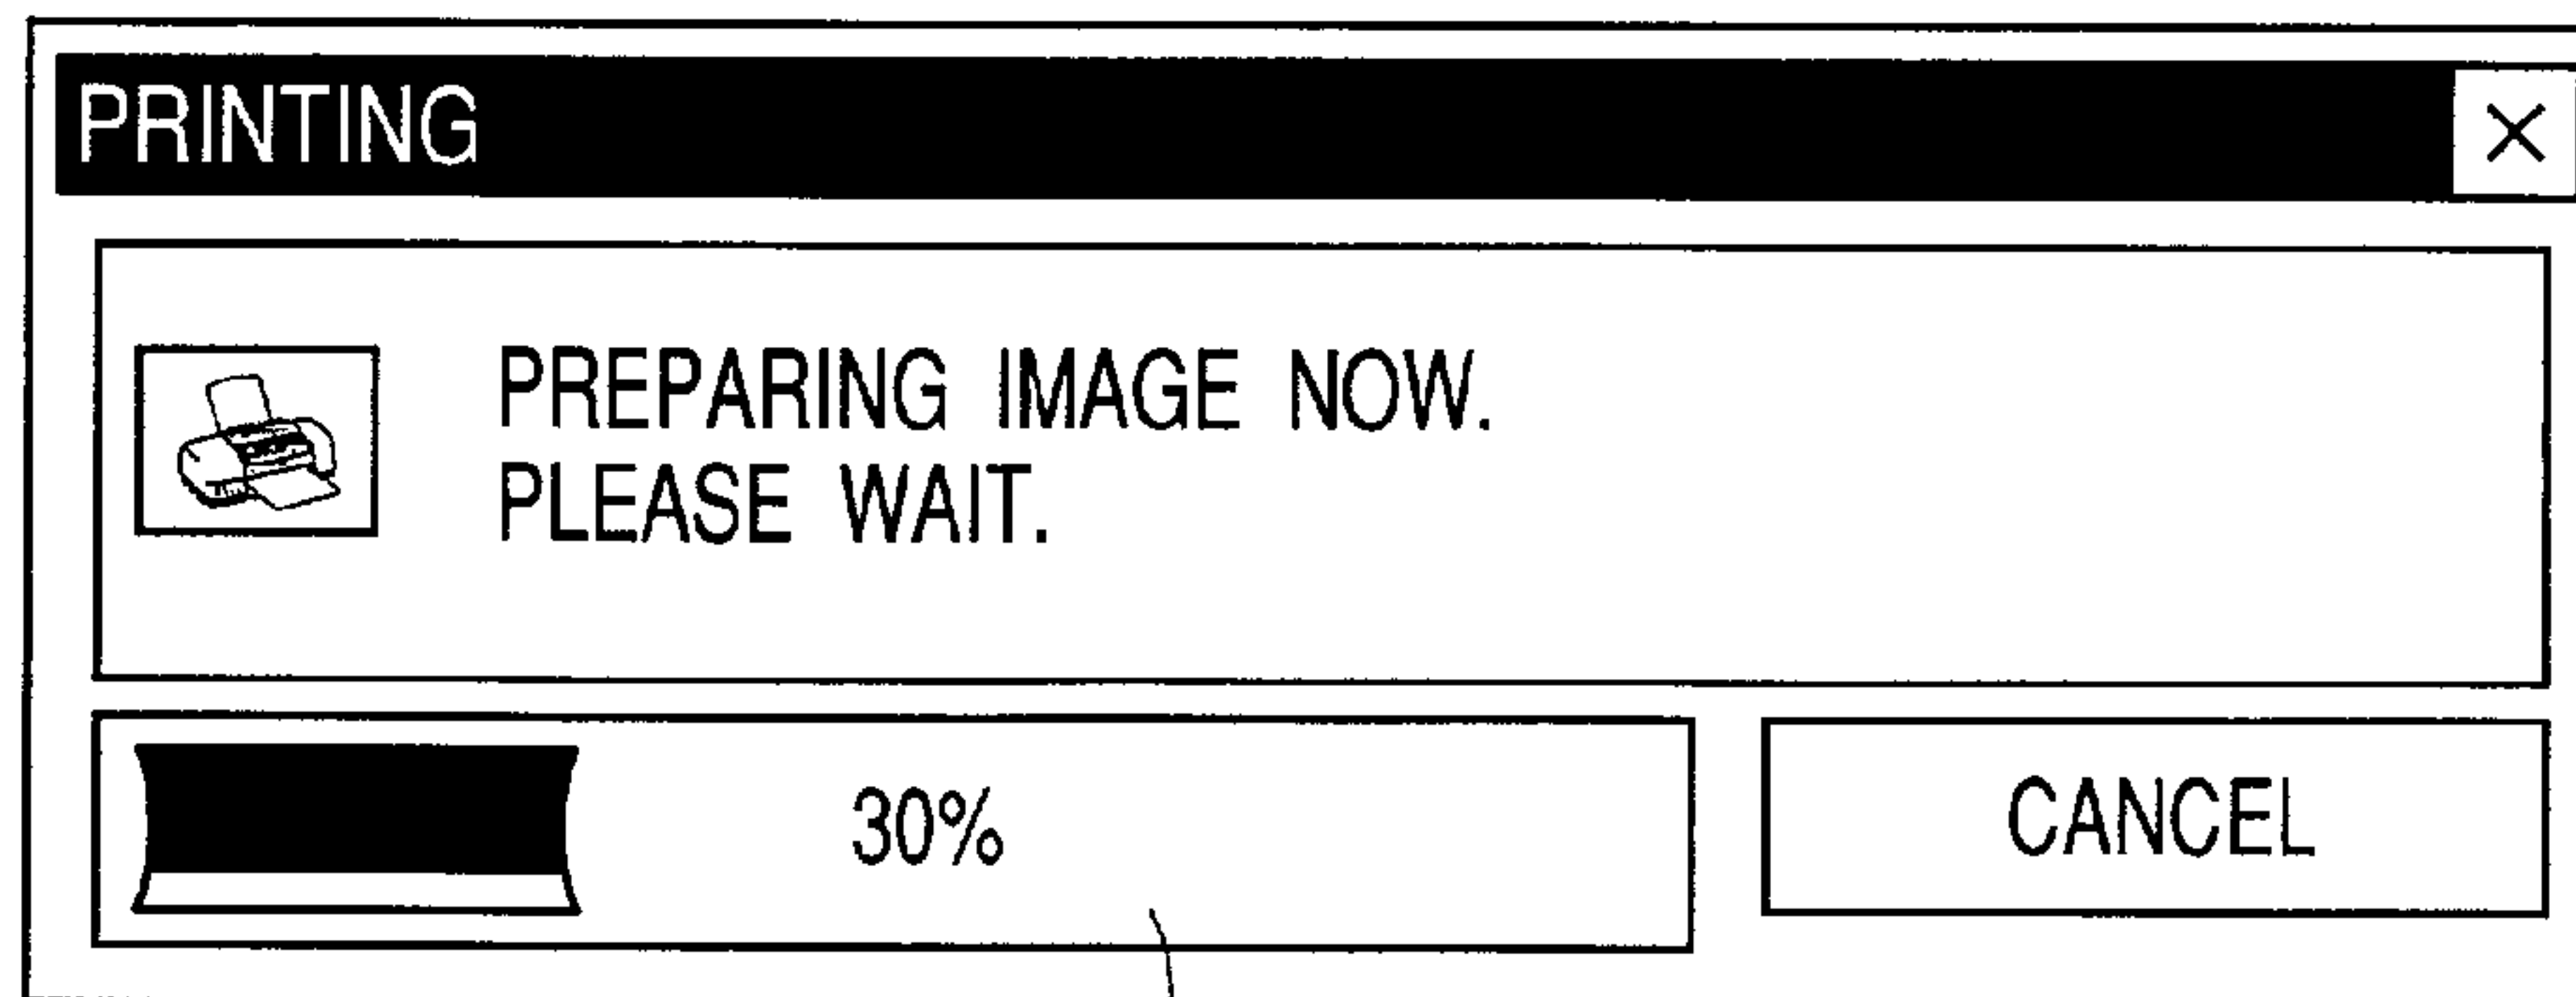 PRINTING ×
PREPARING IMAGE NOW.
PLEASE WAIT.
30%
CANCEL